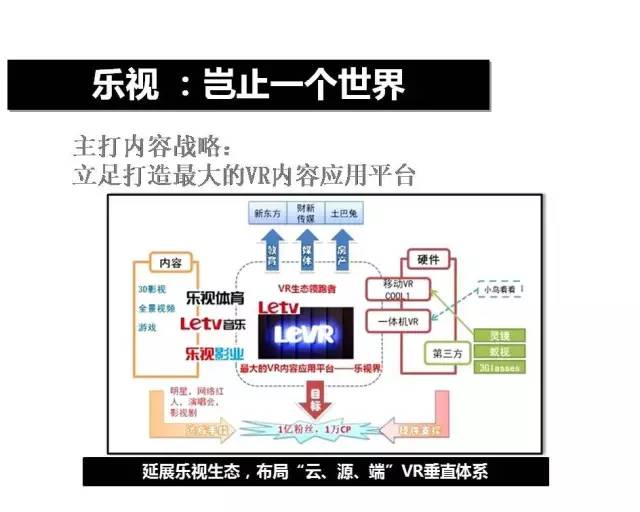 乐视 ：岂止一个世界
主打内容战略：
立足打造最大的VR内容应用平台
新东方
财新
传媒
土巴兔
教育
媒体
房产
内容
3D影视
全景视频
游戏
乐视体育
Letv音乐
乐视影业
VR生态领跑者
Letv
LeVR
最大的VR内容应用平台——乐视界
硬件
移动VR
COOL1
一体机VR
第三方
小鸟看看
灵镜
蚁视
3Glasses
目标
明星，网络红
人，演唱会，
影视剧
硬件支撑
1亿粉丝，1万CP
延展乐视生态，布局“云、源、端”VR垂直体系